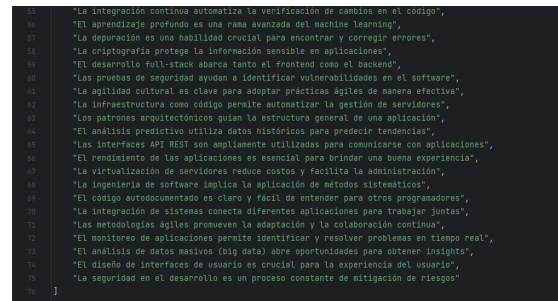 55 "La integración continua automatiza la verificación de cambios en el código",
56 "El aprendizaje profundo es una rama avanzada del machine learning",
57 "La depuración es una habilidad crucial para encontrar y corregir errores",
58 "La criptografía protege la información sensible en aplicaciones",
59 "El desarrollo full-stack abarca tanto el frontend como el backend",
60 "Las pruebas de seguridad ayudan a identificar vulnerabilidades en el software",
61 "La agilidad cultural es clave para adoptar prácticas ágiles de manera efectiva",
62 "La infraestructura como código permite automatizar la gestión de servidores",
63 "Los patrones arquitectónicos guían la estructura general de una aplicación",
64 "El análisis predictivo utiliza datos históricos para predecir tendencias",
65 "Las interfaces API REST son ampliamente utilizadas para comunicarse con aplicaciones",
66 "El rendimiento de las aplicaciones es esencial para brindar una buena experiencia",
67 "La virtualización de servidores reduce costos y facilita la administración",
68 "La ingeniería de software implica la aplicación de métodos sistemáticos",
69 "El código autodocumentado es claro y fácil de entender para otros programadores",
70 "La integración de sistemas conecta diferentes aplicaciones para trabajar juntas",
71 "Las metodologías ágiles promueven la adaptación y la colaboración continua",
72 "El monitoreo de aplicaciones permite identificar y resolver problemas en tiempo real",
73 "El análisis de datos masivos (big data) abre oportunidades para obtener insights",
74 "El diseño de interfaces de usuario es crucial para la experiencia del usuario",
75 "La seguridad en el desarrollo es un proceso constante de mitigación de riesgos"
76 ]